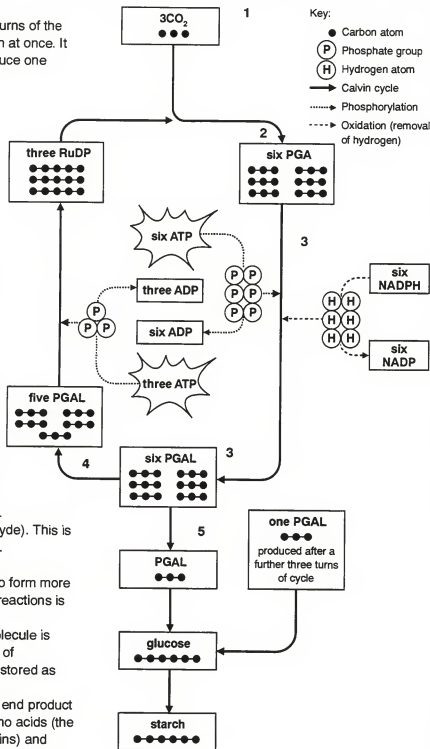 urns of the
n at once. It
uce one
3CO2
1
Key:
Carbon atom
P Phosphate group
H Hydrogen atom
Calvin cycle
Phosphorylation
Oxidation (removal
of hydrogen)
2
three RuDP
six PGA
3
six ATP
three ADP
six ADP
three ATP
P P
P P
P P
P
P P
H H
H H
H H
six
NADPH
six
NADP
five PGAL
4
six PGAL
3
5
yde). This is
PGAL
one PGAL
produced after a
further three turns
of cycle
o form more
reactions is
lecule is
of
stored as
glucose
end product
no acids (the
ins) and
starch